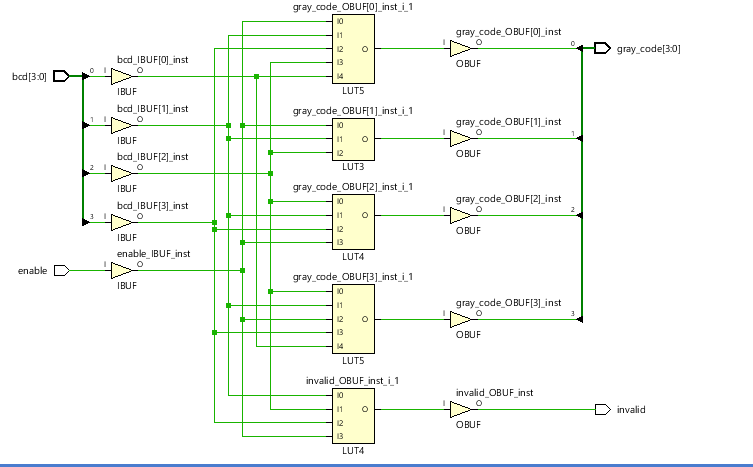 gray_code_OBUF[0]_inst_i_1
I0
I1
I2
I3
I4
O
LUT5
gray_code_OBUF[0]_inst
I
O
OBUF
0
gray_code[3:0]
bcd[3:0]
0
bcd_IBUF[0]_inst
I
O
IBUF
1
bcd_IBUF[1]_inst
I
O
IBUF
gray_code_OBUF[1]_inst_i_1
I0
I1
I2
O
LUT3
gray_code_OBUF[1]_inst
I
O
OBUF
1
2
bcd_IBUF[2]_inst
I
O
IBUF
3
bcd_IBUF[3]_inst
I
O
IBUF
gray_code_OBUF[2]_inst_i_1
I0
I1
I2
I3
O
LUT4
gray_code_OBUF[2]_inst
I
O
OBUF
2
enable
enable_IBUF_inst
I
O
IBUF
gray_code_OBUF[3]_inst_i_1
I0
I1
I2
I3
I4
O
LUT5
gray_code_OBUF[3]_inst
I
O
OBUF
3
invalid_OBUF_inst_i_1
I0
I1
I2
I3
O
LUT4
invalid_OBUF_inst
I
O
OBUF
invalid